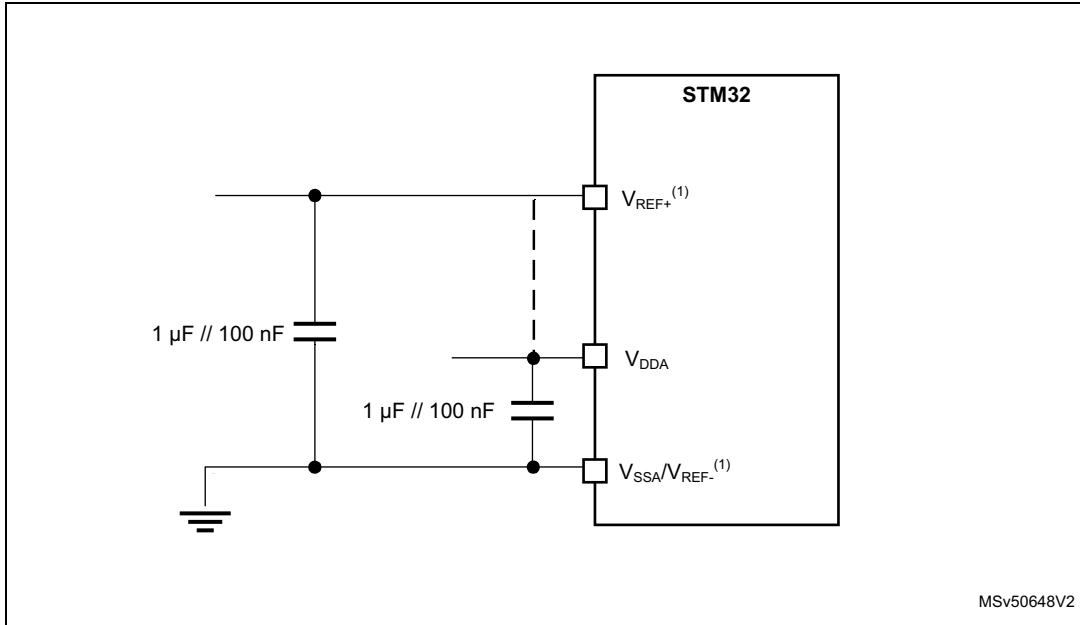 STM32
VREF+(1)
1 µF // 100 nF
VDDA
1 µF // 100 nF
VSSA/VREF-(1)
MSv50648V2